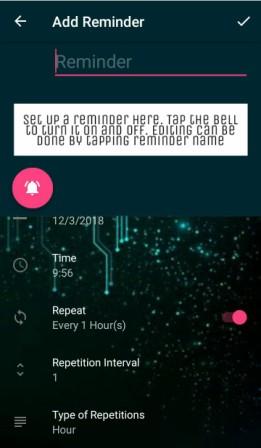 Add Reminder
Reminder
Set up a reminder here. Tap the bell
to turn it on and off. Editing can be
done by tapping reminder name
12/3/2018
Time
9:56
Repeat
Every 1 Hour(s)
Repetition Interval
1
Type of Repetitions
Hour